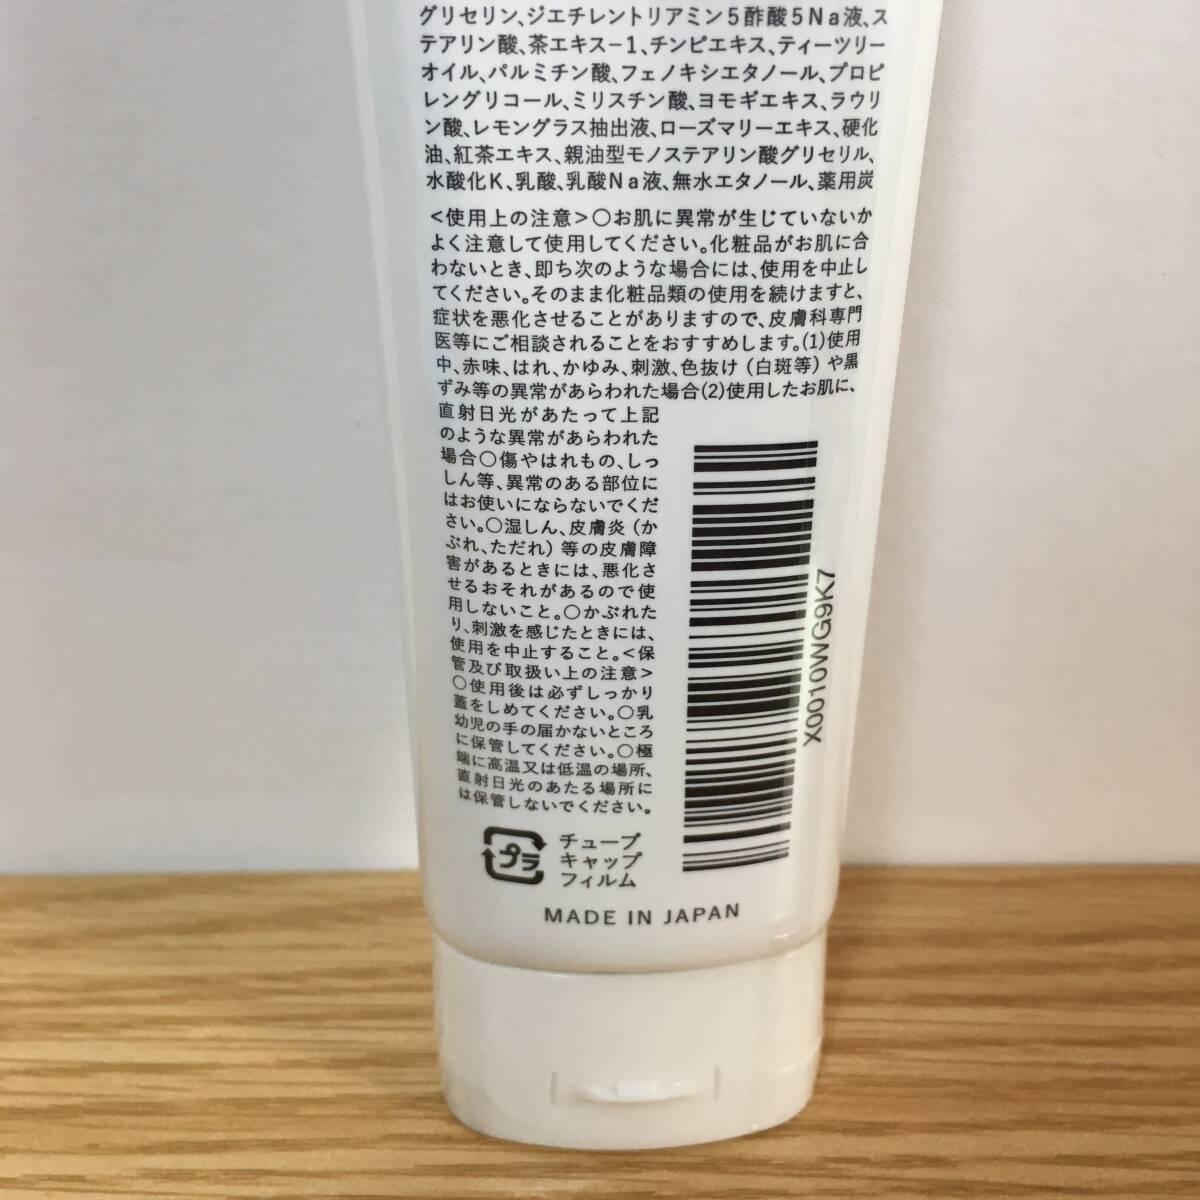 グリセリン、ジエチレントリアミン5酢酸5Na液、ス
テアリン酸、茶エキス-1、チンピエキス、ティーツリー
オイル、パルミチン酸、フェノキシエタノール、プロピ
レングリコール、ミリスチン酸、ヨモギエキス、ラウリ
ン酸、レモングラス抽出液、ローズマリーエキス、硬化
油、紅茶エキス、親油型モノステアリン酸グリセリル、
水酸化K、乳酸、乳酸Na液、無水エタノール、薬用炭
<使用上の注意>○お肌に異常が生じていないか
よく注意して使用してください。化粧品がお肌に合
わないとき、即ち次のような場合には、使用を中止し
てください。そのまま化粧品類の使用を続けますと、
症状を悪化させることがありますので、皮膚科専門
医等にご相談されることをおすすめします。(1)使用
中、赤味、はれ、かゆみ、刺激、色抜け(白斑等)や黒
ずみ等の異常があらわれた場合(2)使用したお肌に、
直射日光があたって上記
のような異常があらわれた
場合○傷やはれもの、しっ
しん等、異常のある部位に
はお使いにならないでくだ
さい。○湿しん、皮膚炎(か
ぶれ、ただれ)等の皮膚障
害があるときには、悪化さ
せるおそれがあるので使
用しないこと。○かぶれた
り、刺激を感じたときには、
使用を中止すること。<保
管及び取扱い上の注意>
○使用後は必ずしっかり
蓋をしめてください。○乳
幼児の手の届かないところ
に保管してください。○極
端に高温又は低温の場所、
直射日光のあたる場所に
は保管しないでください。
X0010WG9K7
プラ
チューブ
キャップ
フィルム
MADE IN JAPAN